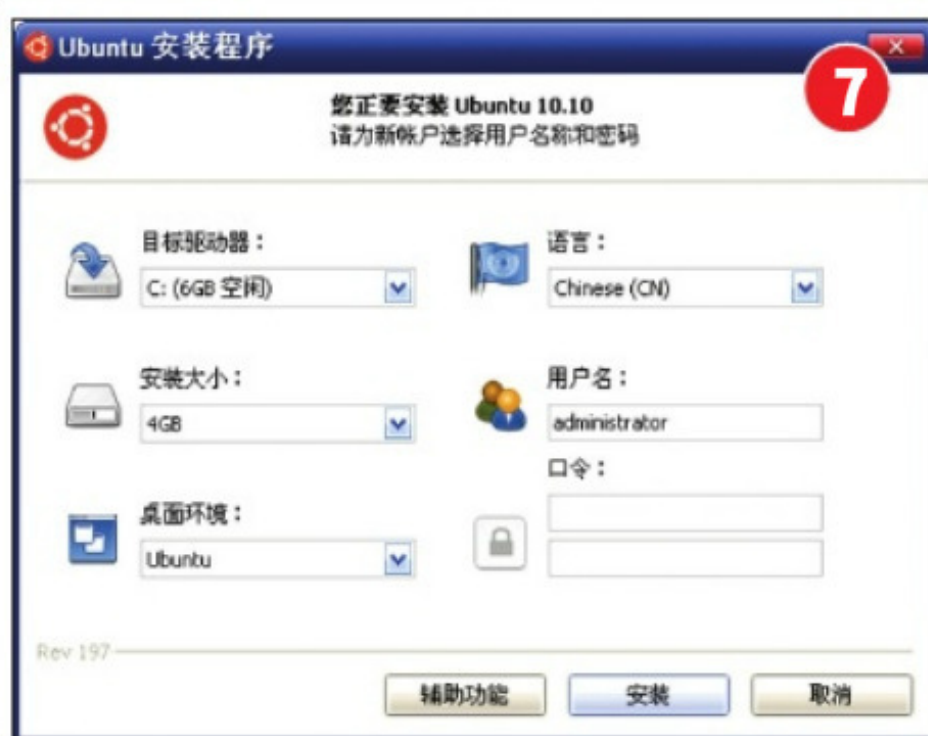 Ubuntu 安装程序
7
您正要安装 Ubuntu 10.10
请为新帐户选择用户名称和密码
目标驱动器：
C: (6GB 空闲)
语言：
Chinese (CN)
安装大小：
4GB
用户名：
administrator
口令：
桌面环境：
Ubuntu
Rev 197
辅助功能
安装
取消